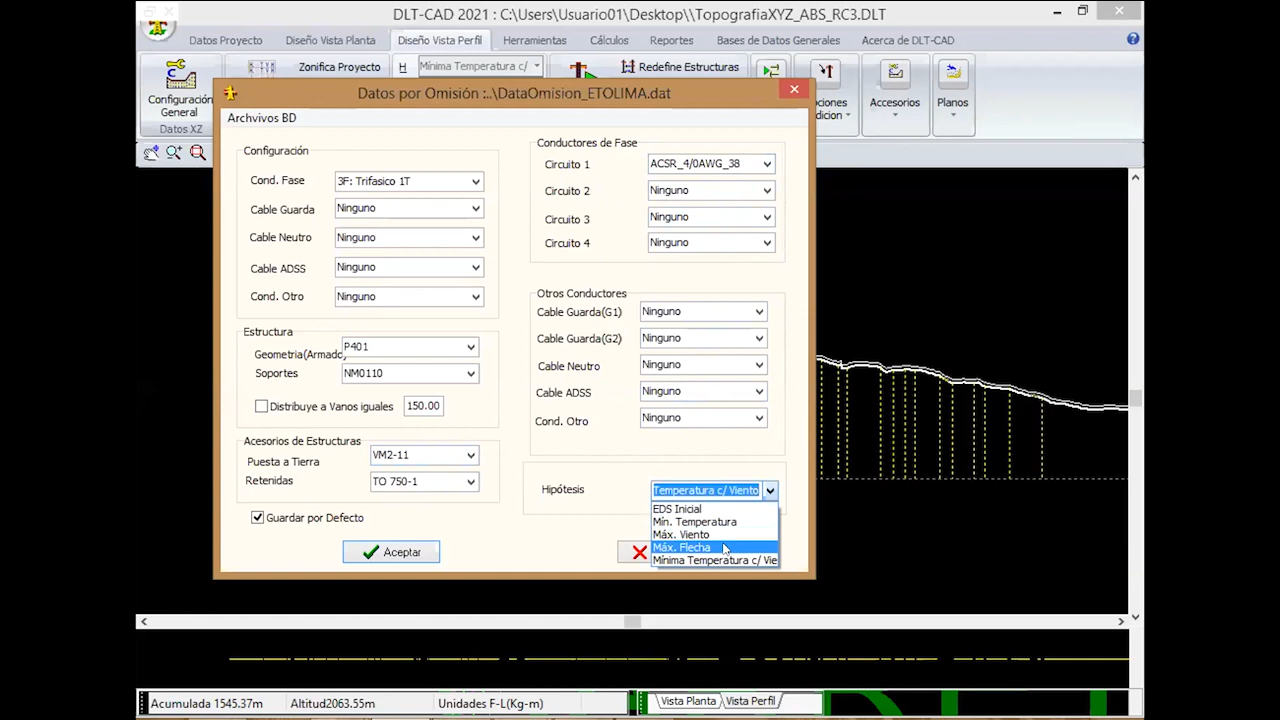 DLT-CAD 2021 : C:\Users\Usuario01\Desktop\\TopografiaXYZ_ABS_RC3.DLT
Datos Proyecto
Diseño Vista Planta
Diseño Vista Perfil
Herramientas
Cálculos
Reportes
Bases de Datos Generales
Acerca de DLT-CAD
Configuración
General
Datos XZ
Zonifica Proyecto
H
Mínima Temperatura c/
Redefine Estructuras
Accesorios
Planos
Datos por Omisión :..\DataOmision_ETOLIMA.dat
Archvivos BD
Configuración
Cond. Fase
3F: Trifasico 1T
Cable Guarda
Ninguno
Cable Neutro
Ninguno
Cable ADSS
Ninguno
Cond. Otro
Ninguno
Estructura
Geometria(Armado
P401
Soportes
NM0110
Distribuye a Vanos iguales
150.00
Acesorios de Estructuras
Puesta a Tierra
VM2-11
Retenidas
TO 750-1
Guardar por Defecto
Aceptar
Conductores de Fase
Circuito 1
ACSR_4/0AWG_38
Circuito 2
Ninguno
Circuito 3
Ninguno
Circuito 4
Ninguno
Otros Conductores
Cable Guarda(G1)
Ninguno
Cable Guarda(G2)
Ninguno
Cable Neutro
Ninguno
Cable ADSS
Ninguno
Cond. Otro
Ninguno
Hipótesis
Temperatura c/ Viento
EDS Inicial
Mín. Temperatura
Máx. Viento
Máx. Flecha
Mínima Temperatura c/ Vie
Acumulada 1545.37m
Altitud2063.55m
Unidades F-L(Kg-m)
Vista Planta
Vista Perfil